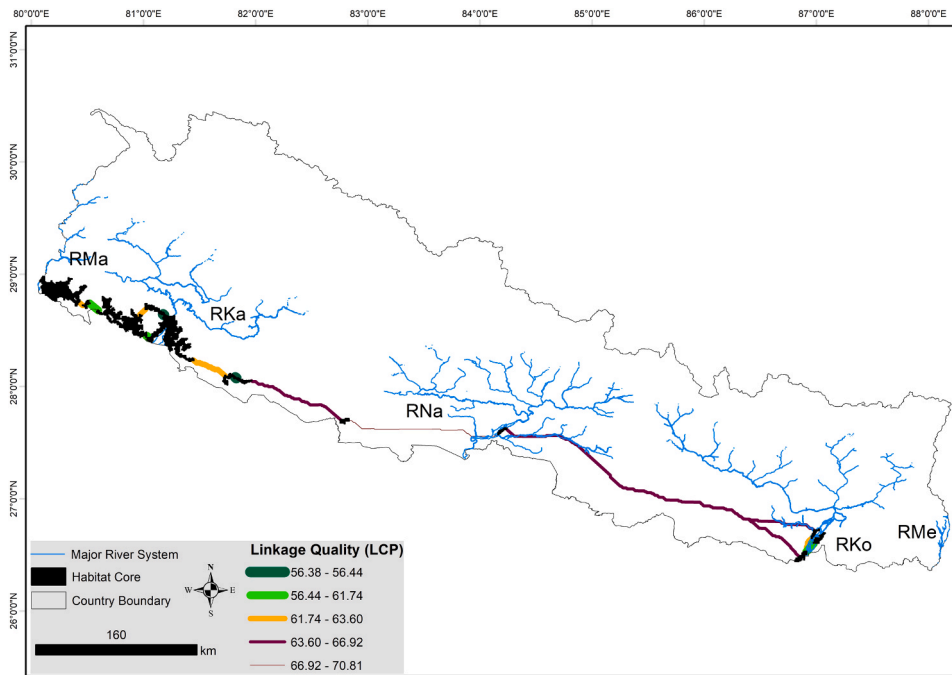 80°0'0"E 81°0'0"E 82°0'0"E 83°0'0"E 84°0'0"E 85°0'0"E 86°0'0"E 87°0'0"E 88°0'0"E
31°0'0"N
30°0'0"N
29°0'0"N
28°0'0"N
27°0'0"N
26°0'0"N
RMa
RKa
RNa
RKo
RMe
Major River System
Habitat Core
Country Boundary
N
W E
S
160
km
Linkage Quality (LCP)
56.38 - 56.44
56.44 - 61.74
61.74 - 63.60
63.60 - 66.92
66.92 - 70.81